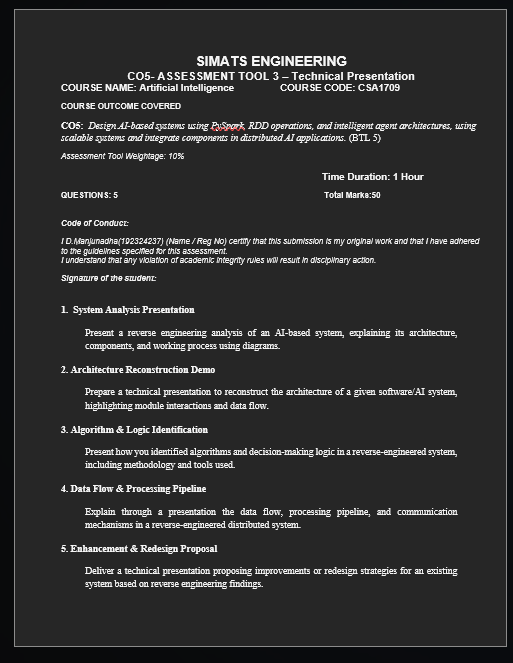 SIMATS ENGINEERING
CO5- ASSESSMENT TOOL 3 – Technical Presentation
COURSE NAME: Artificial Intelligence COURSE CODE: CSA1709
COURSE OUTCOME COVERED
CO5: Design AI-based systems using PySpark, RDD operations, and intelligent agent architectures, using
scalable systems and integrate components in distributed AI applications. (BTL 5)
Assessment Tool Weightage: 10%
Time Duration: 1 Hour
QUESTIONS: 5 Total Marks:50
Code of Conduct:
I D.Manjunadha(192324237) (Name / Reg No) certify that this submission is my original work and that I have adhered
to the guidelines specified for this assessment.
I understand that any violation of academic integrity rules will result in disciplinary action.
Signature of the student:
1. System Analysis Presentation
Present a reverse engineering analysis of an AI-based system, explaining its architecture,
components, and working process using diagrams.
2. Architecture Reconstruction Demo
Prepare a technical presentation to reconstruct the architecture of a given software/AI system,
highlighting module interactions and data flow.
3. Algorithm & Logic Identification
Present how you identified algorithms and decision-making logic in a reverse-engineered system,
including methodology and tools used.
4. Data Flow & Processing Pipeline
Explain through a presentation the data flow, processing pipeline, and communication
mechanisms in a reverse-engineered distributed system.
5. Enhancement & Redesign Proposal
Deliver a technical presentation proposing improvements or redesign strategies for an existing
system based on reverse engineering findings.